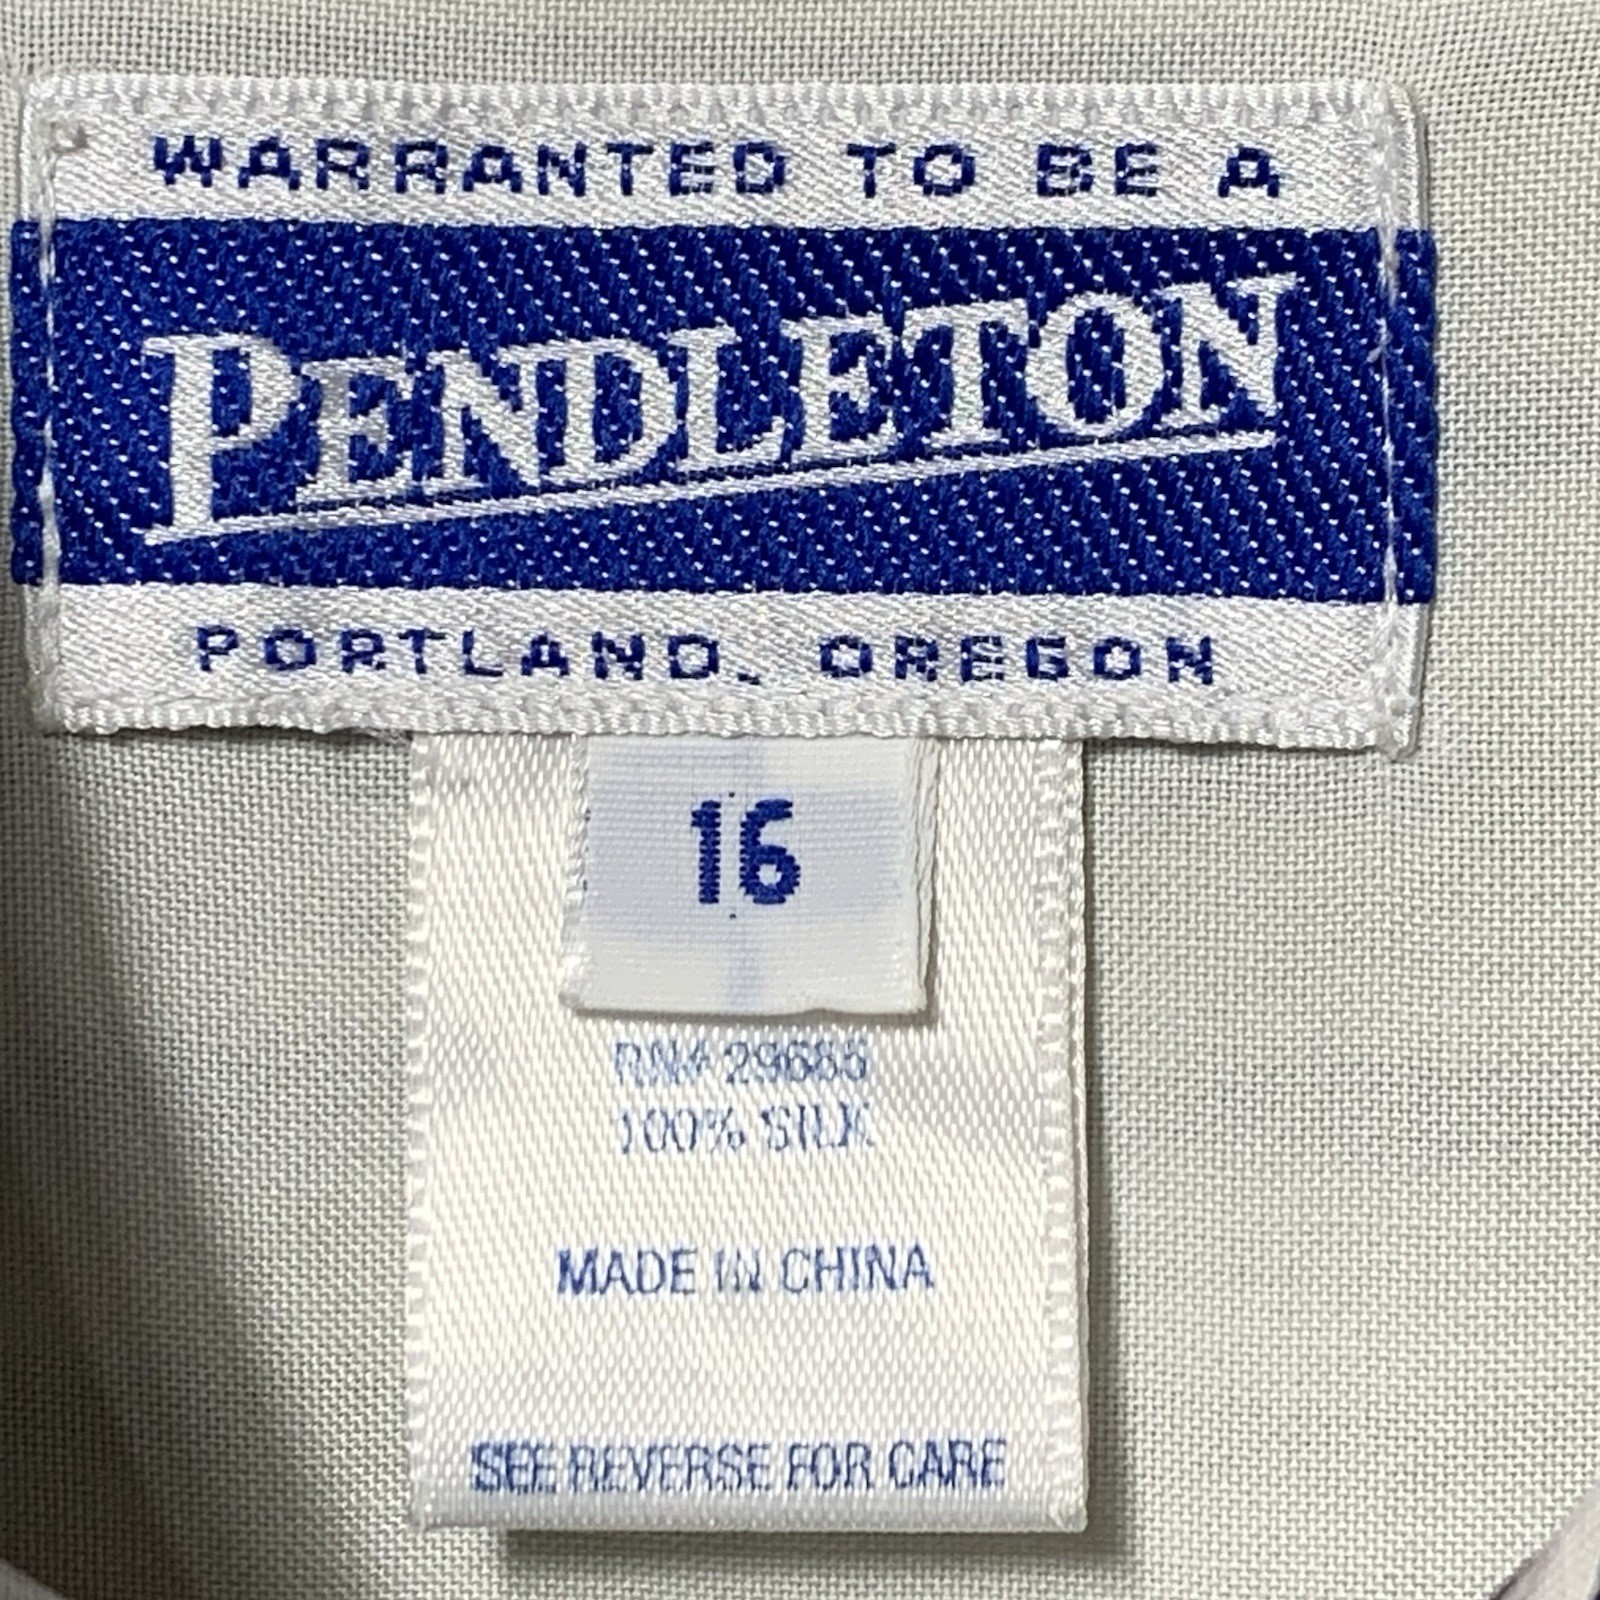 WARRANTED TO BE A
PENDLETON
PORTLAND, OREGON
16
RN# 29685
100% SILK
MADE IN CHINA
SEE REVERSE FOR CARE